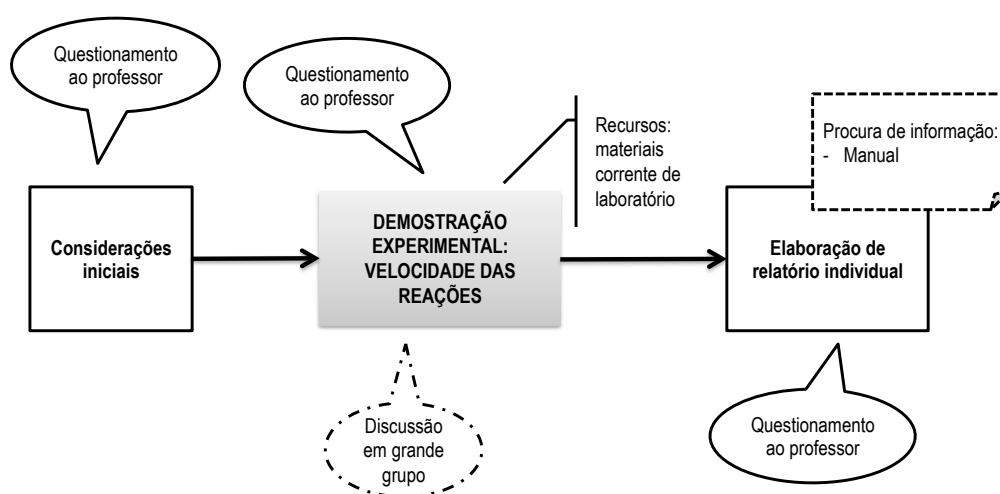 Questionamento
ao professor
Questionamento
ao professor
Recursos:
materiais
corrente de
laboratório
Procura de informação:
- Manual
Considerações
iniciais
DEMOSTRAÇÃO
EXPERIMENTAL:
VELOCIDADE DAS
REAÇÕES
Elaboração de
relatório individual
Discussão
em grande
grupo
Questionamento
ao professor